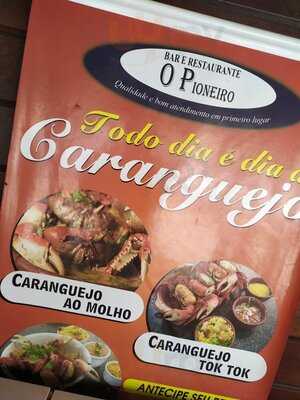 BAR E RESTAURANTE
O PIONEIRO
Qualidade e bom atendimento em primeiro lugar
Todo dia é dia d
Caranguejo
CARANGUEJO
AO MOLHO
CARANGUEJO
TOK TOK
ANTECIPE SEU